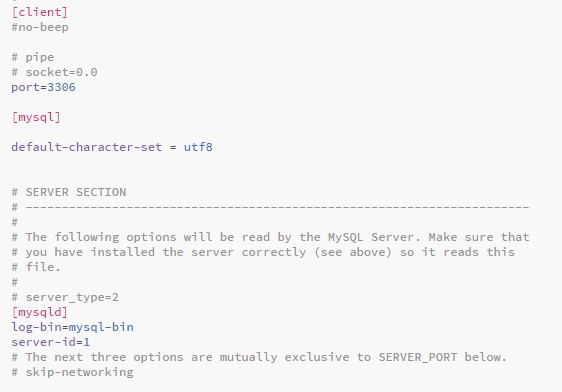 [client]
#no-beep
# pipe
# socket=0.0
port=3306
[mysql]
default-character-set = utf8
# SERVER SECTION
# ----------------------------------------------------------------------
#
# The following options will be read by the MySQL Server. Make sure that
# you have installed the server correctly (see above) so it reads this
# file.
#
# server_type=2
[mysqld]
log-bin=mysql-bin
server-id=1
# The next three options are mutually exclusive to SERVER_PORT below.
# skip-networking